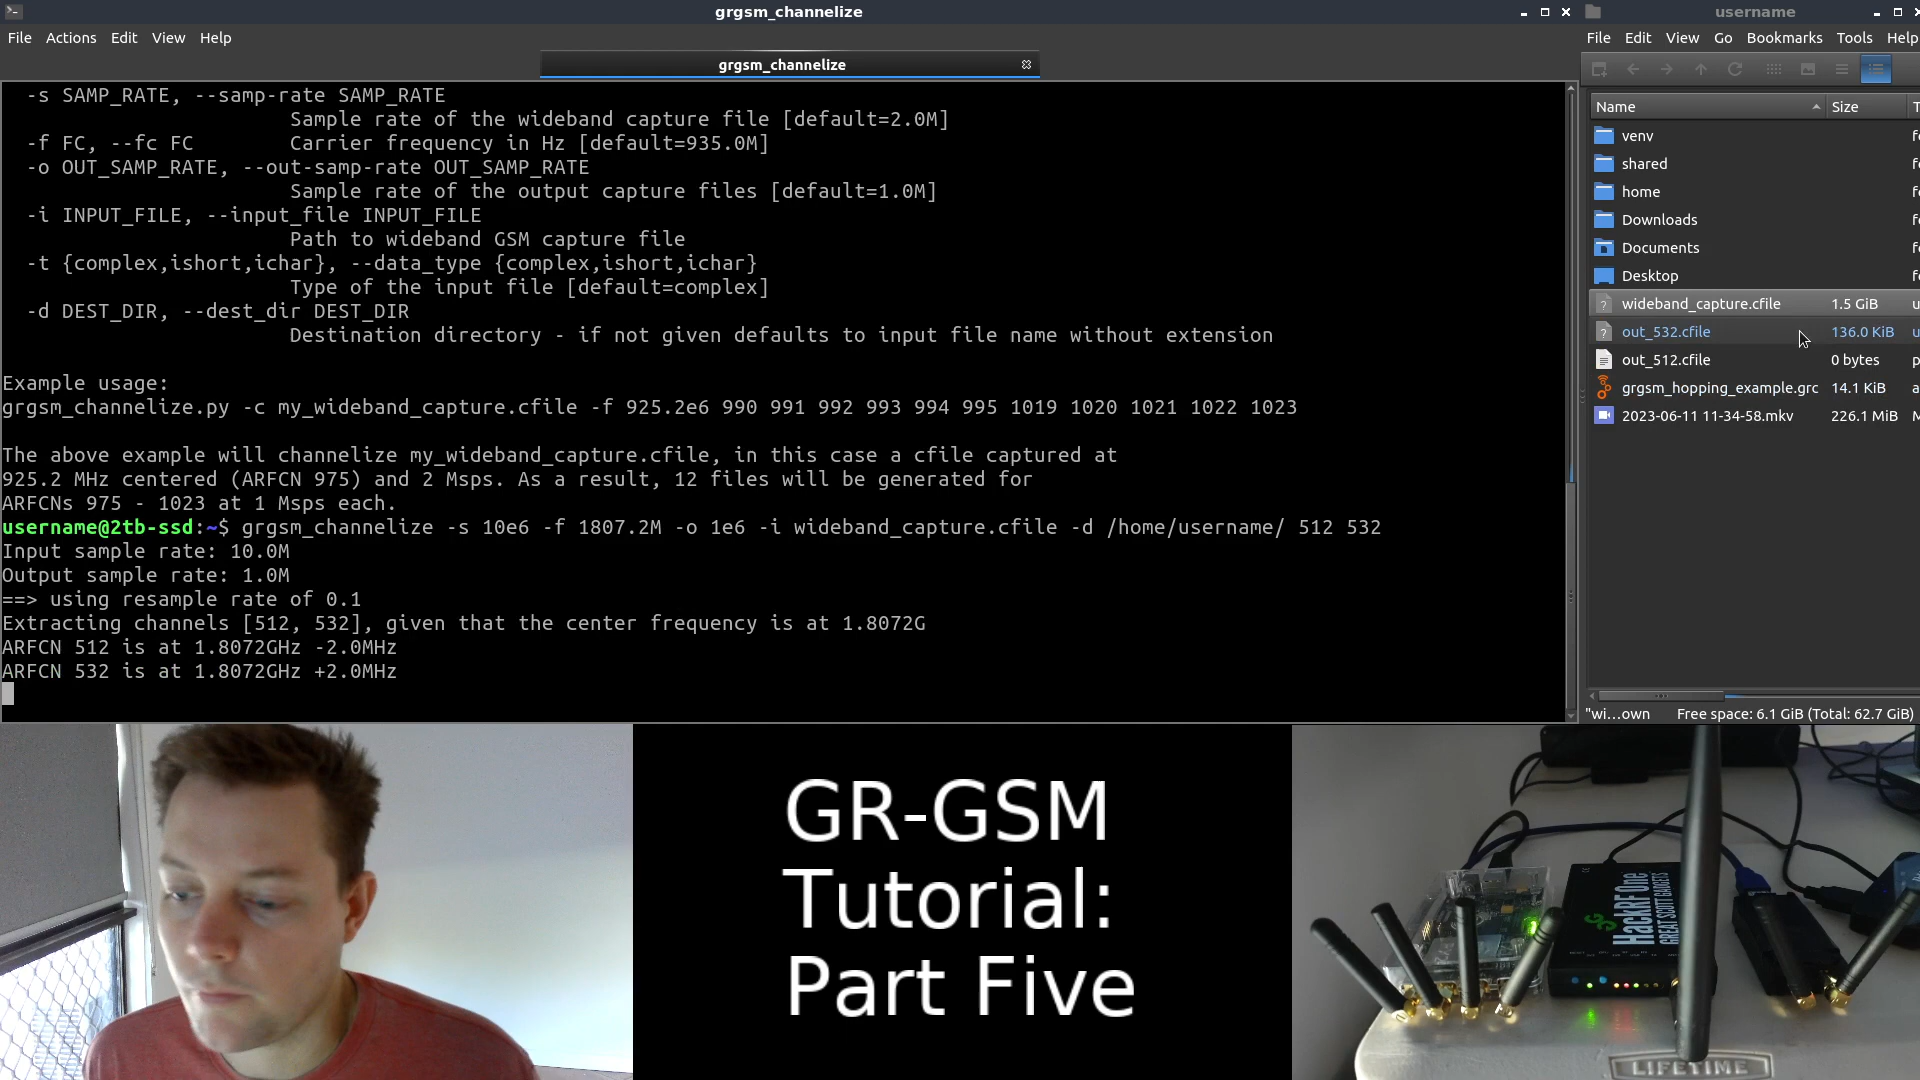 grgsm_channelize
File Actions Edit View Help
grgsm_channelize
-s SAMP_RATE, --samp-rate SAMP_RATE
Sample rate of the wideband capture file [default=2.0M]
-f FC, --fc FC Carrier frequency in Hz [default=935.0M]
-o OUT_SAMP_RATE, --out-samp-rate OUT_SAMP_RATE
Sample rate of the output capture files [default=1.0M]
-i INPUT_FILE, --input_file INPUT_FILE
Path to wideband GSM capture file
-t {complex,ishort,ichar}, --data_type {complex,ishort,ichar}
Type of the input file [default=complex]
-d DEST_DIR, --dest_dir DEST_DIR
Destination directory - if not given defaults to input file name without extension
Example usage:
grgsm_channelize.py -c my_wideband_capture.cfile -f 925.2e6 990 991 992 993 994 995 1019 1020 1021 1022 1023
The above example will channelize my_wideband_capture.cfile, in this case a cfile captured at
925.2 MHz centered (ARFCN 975) and 2 Msps. As a result, 12 files will be generated for
ARFCNs 975 - 1023 at 1 Msps each.
username@2tb-ssd:~$ grgsm_channelize -s 10e6 -f 1807.2M -o 1e6 -i wideband_capture.cfile -d /home/username/ 512 532
Input sample rate: 10.0M
Output sample rate: 1.0M
==> using resample rate of 0.1
Extracting channels [512, 532], given that the center frequency is at 1.8072G
ARFCN 512 is at 1.8072GHz -2.0MHz
ARFCN 532 is at 1.8072GHz +2.0MHz
username
File Edit View Go Bookmarks Tools Help
Name Size T
venv f
shared f
home f
Downloads f
Documents f
Desktop f
wideband_capture.cfile 1.5 GiB u
out_532.cfile 136.0 KiB u
out_512.cfile 0 bytes p
grgsm_hopping_example.grc 14.1 KiB a
2023-06-11 11-34-58.mkv 226.1 MiB M
"wi...own Free space: 6.1 GiB (Total: 62.7 GiB)
GR-GSM
Tutorial:
Part Five
HackRF One
GREAT SCOTT GADGETS
LIFETIME